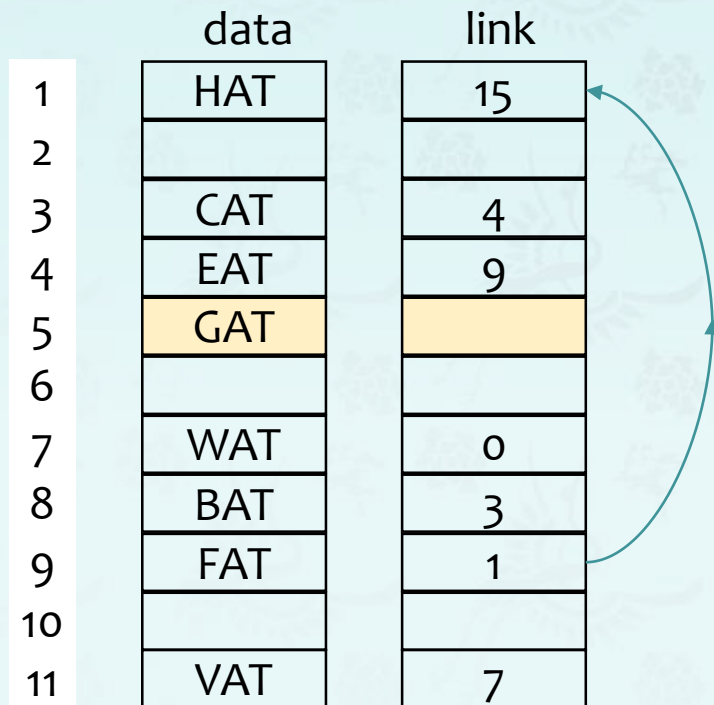 data link
1 HAT 15
2
3 CAT 4
4 EAT 9
5 GAT
6
7 WAT 0
8 BAT 3
9 FAT 1
10
11 VAT 7